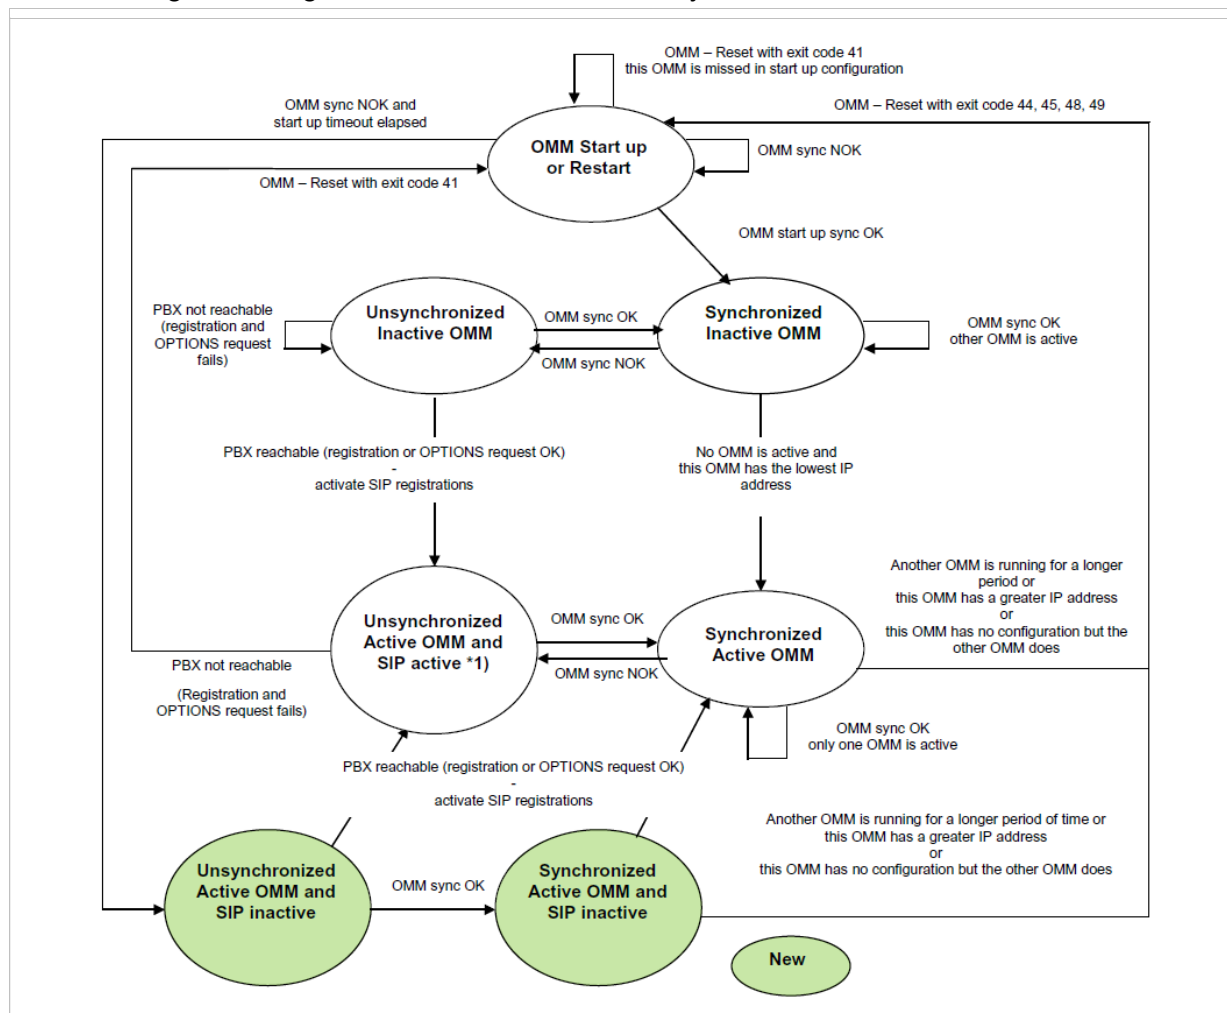 OMM – Reset with exit code 41
this OMM is missed in start up configuration
OMM sync NOK and
start up timeout elapsed
OMM – Reset with exit code 44, 45, 48, 49
OMM Start up
or Restart
OMM sync NOK
OMM – Reset with exit code 41
OMM start up sync OK
PBX not reachable
(registration and
OPTIONS request
fails)
Unsynchronized
Inactive OMM
OMM sync OK
OMM sync NOK
Synchronized
Inactive OMM
OMM sync OK
other OMM is active
PBX reachable (registration or OPTIONS request OK)
-
activate SIP registrations
No OMM is active and
this OMM has the lowest IP
address
Another OMM is running for a longer
period or
this OMM has a greater IP address
or
this OMM has no configuration but the
other OMM does
Unsynchronized
Active OMM and
SIP active *1)
OMM sync OK
OMM sync NOK
Synchronized
Active OMM
PBX not reachable
(Registration and
OPTIONS request fails)
OMM sync OK
only one OMM is active
PBX reachable (registration or OPTIONS request OK)
-
activate SIP registrations
Another OMM is running for a longer period of time or
this OMM has a greater IP address
or
this OMM has no configuration but the other OMM does
Unsynchronized
Active OMM and
SIP inactive
OMM sync OK
Synchronized
Active OMM and
SIP inactive
New